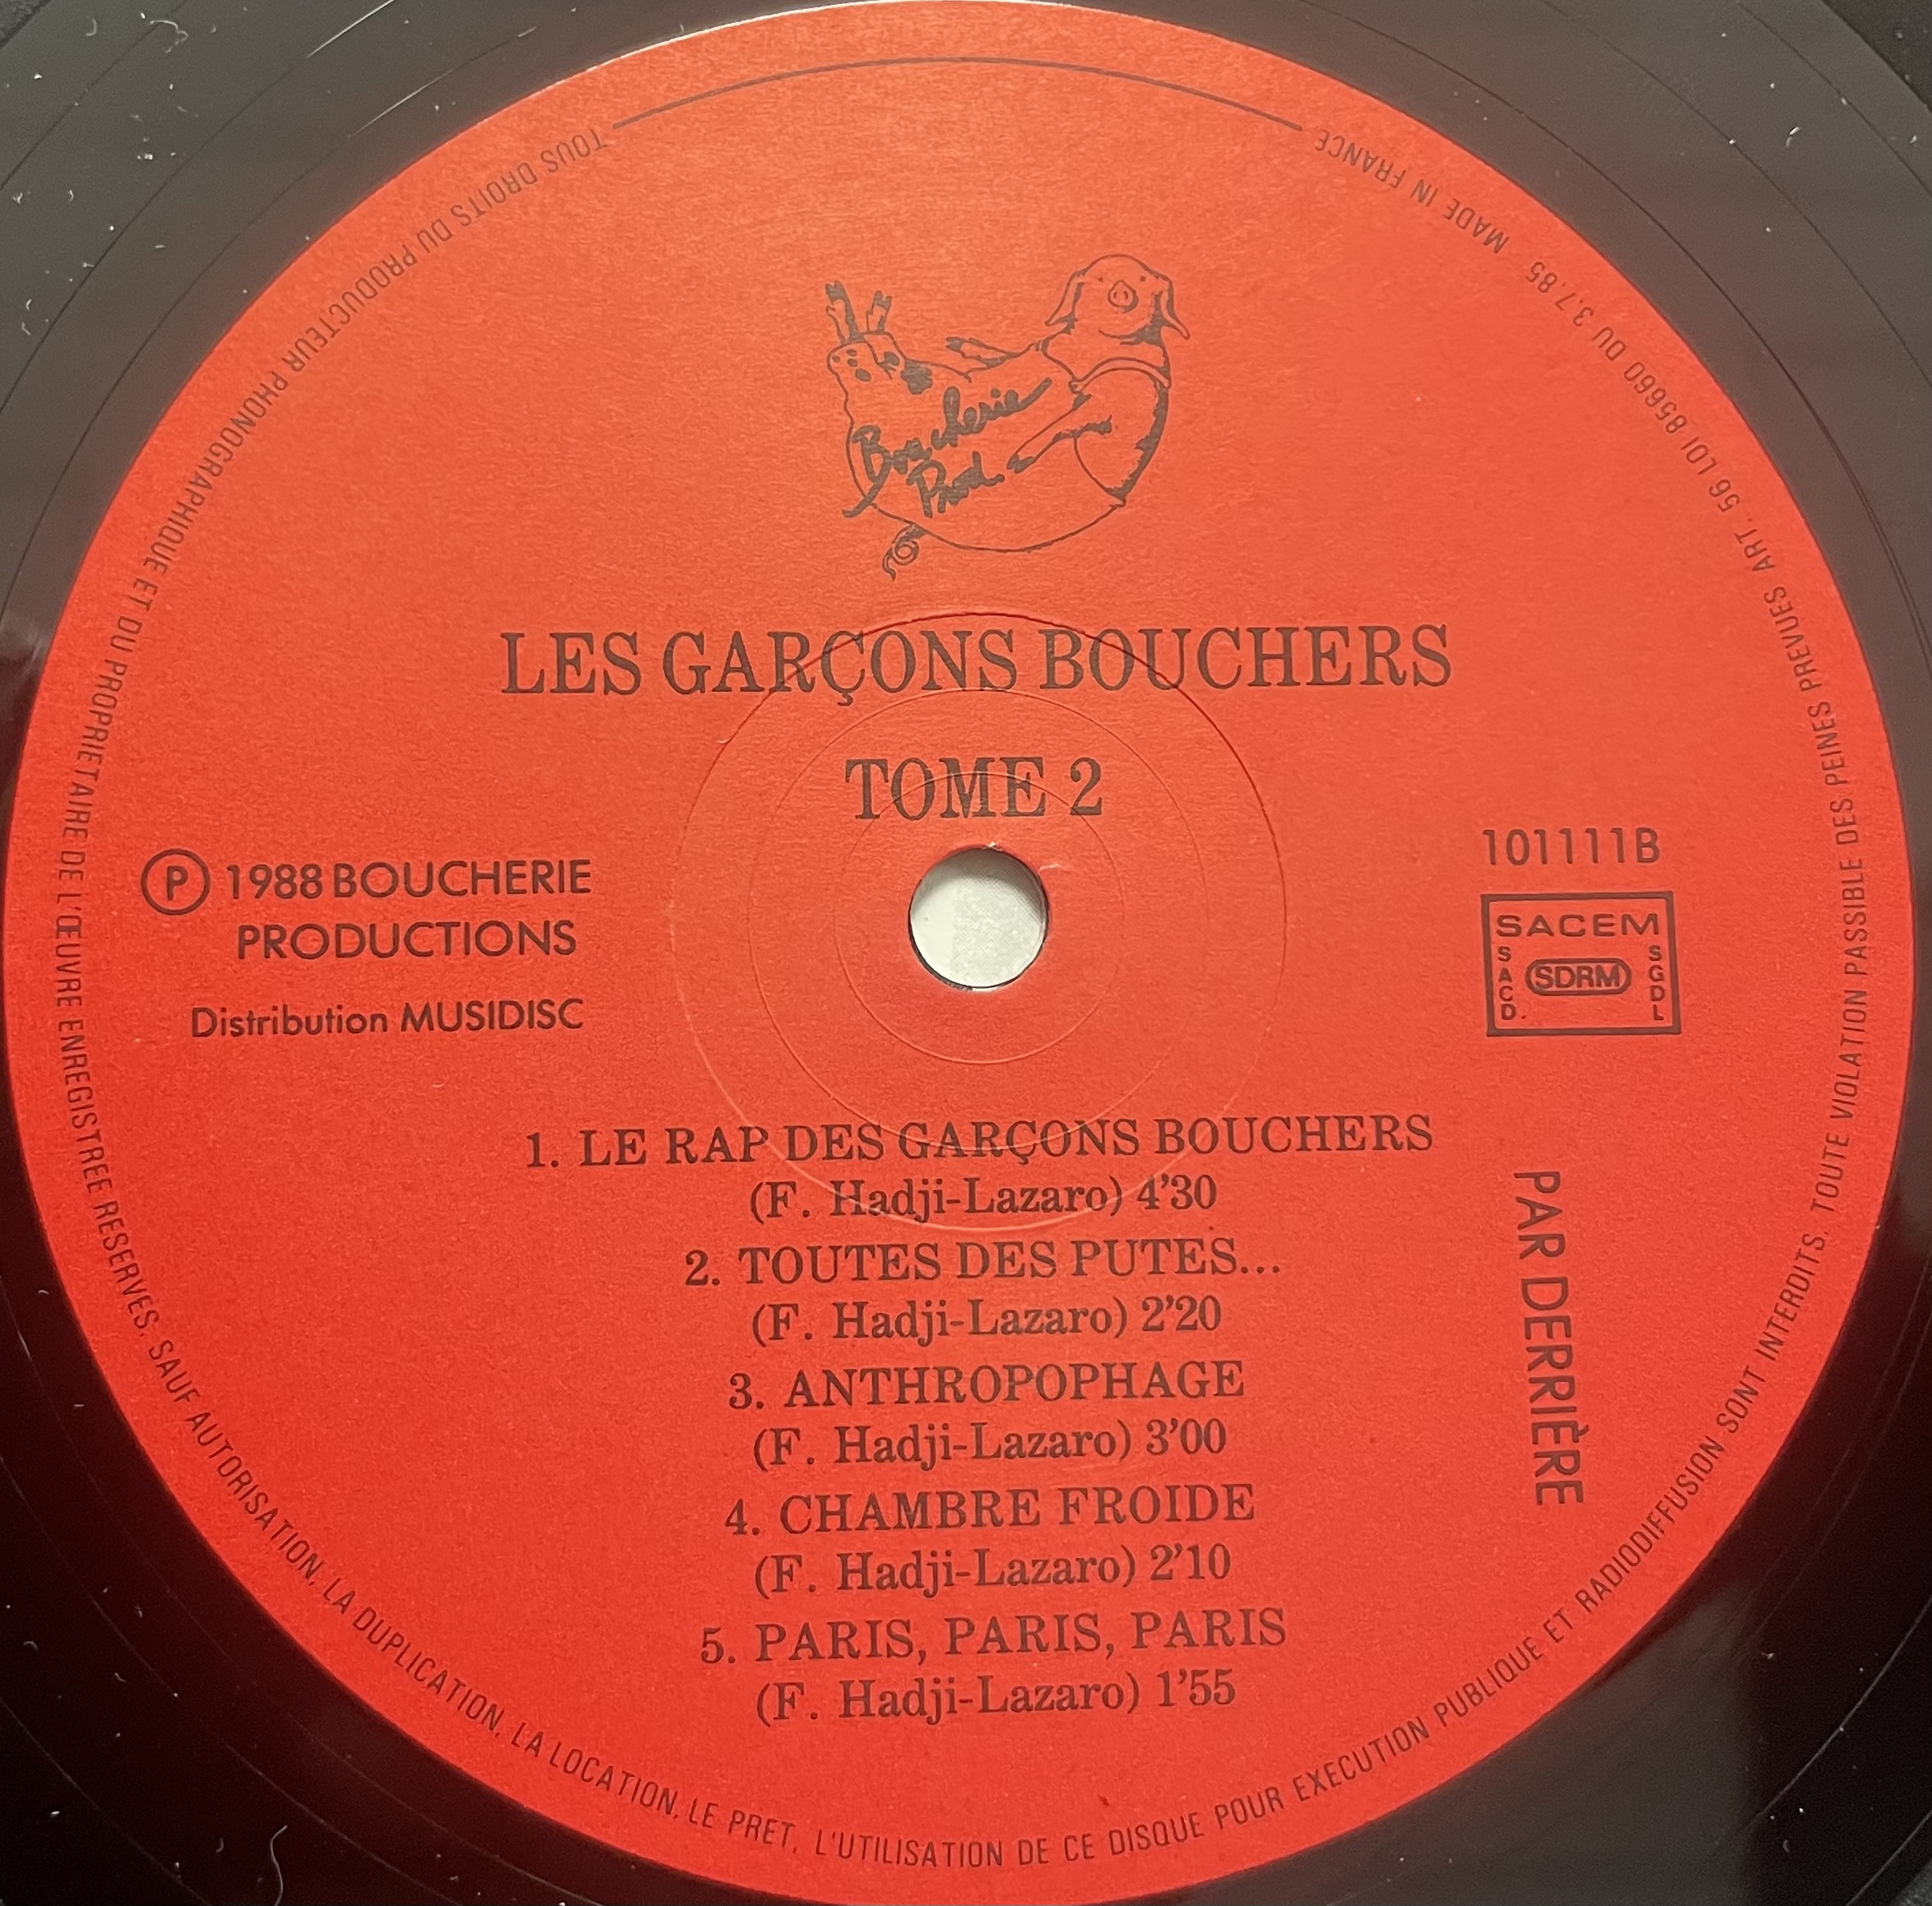 Boucherie
Prod.
LES GARÇONS BOUCHERS
TOME 2
Ⓟ 1988 BOUCHERIE
PRODUCTIONS
Distribution MUSIDISC
101111B
SACEM
SACD.
SDRM
SGDL
1. LE RAP DES GARÇONS BOUCHERS
(F. Hadji-Lazaro) 4'30
2. TOUTES DES PUTES...
(F. Hadji-Lazaro) 2'20
3. ANTHROPOPHAGE
(F. Hadji-Lazaro) 3'00
4. CHAMBRE FROIDE
(F. Hadji-Lazaro) 2'10
5. PARIS, PARIS, PARIS
(F. Hadji-Lazaro) 1'55
PAR DERRIÈRE
TOUS DROITS DU PRODUCTEUR PHONOGRAPHIQUE ET DU PROPRIETAIRE DE L'ŒUVRE ENREGISTREE RESERVES. SAUF AUTORISATION, LA DUPLICATION, LA LOCATION, LE PRET, L'UTILISATION DE CE DISQUE POUR EXECUTION PUBLIQUE ET RADIODIFFUSION SONT INTERDITS. TOUTE VIOLATION PASSIBLE DES PEINES PREVUES ART. 56 LOI 85660 DU 3.7.85 MADE IN FRANCE